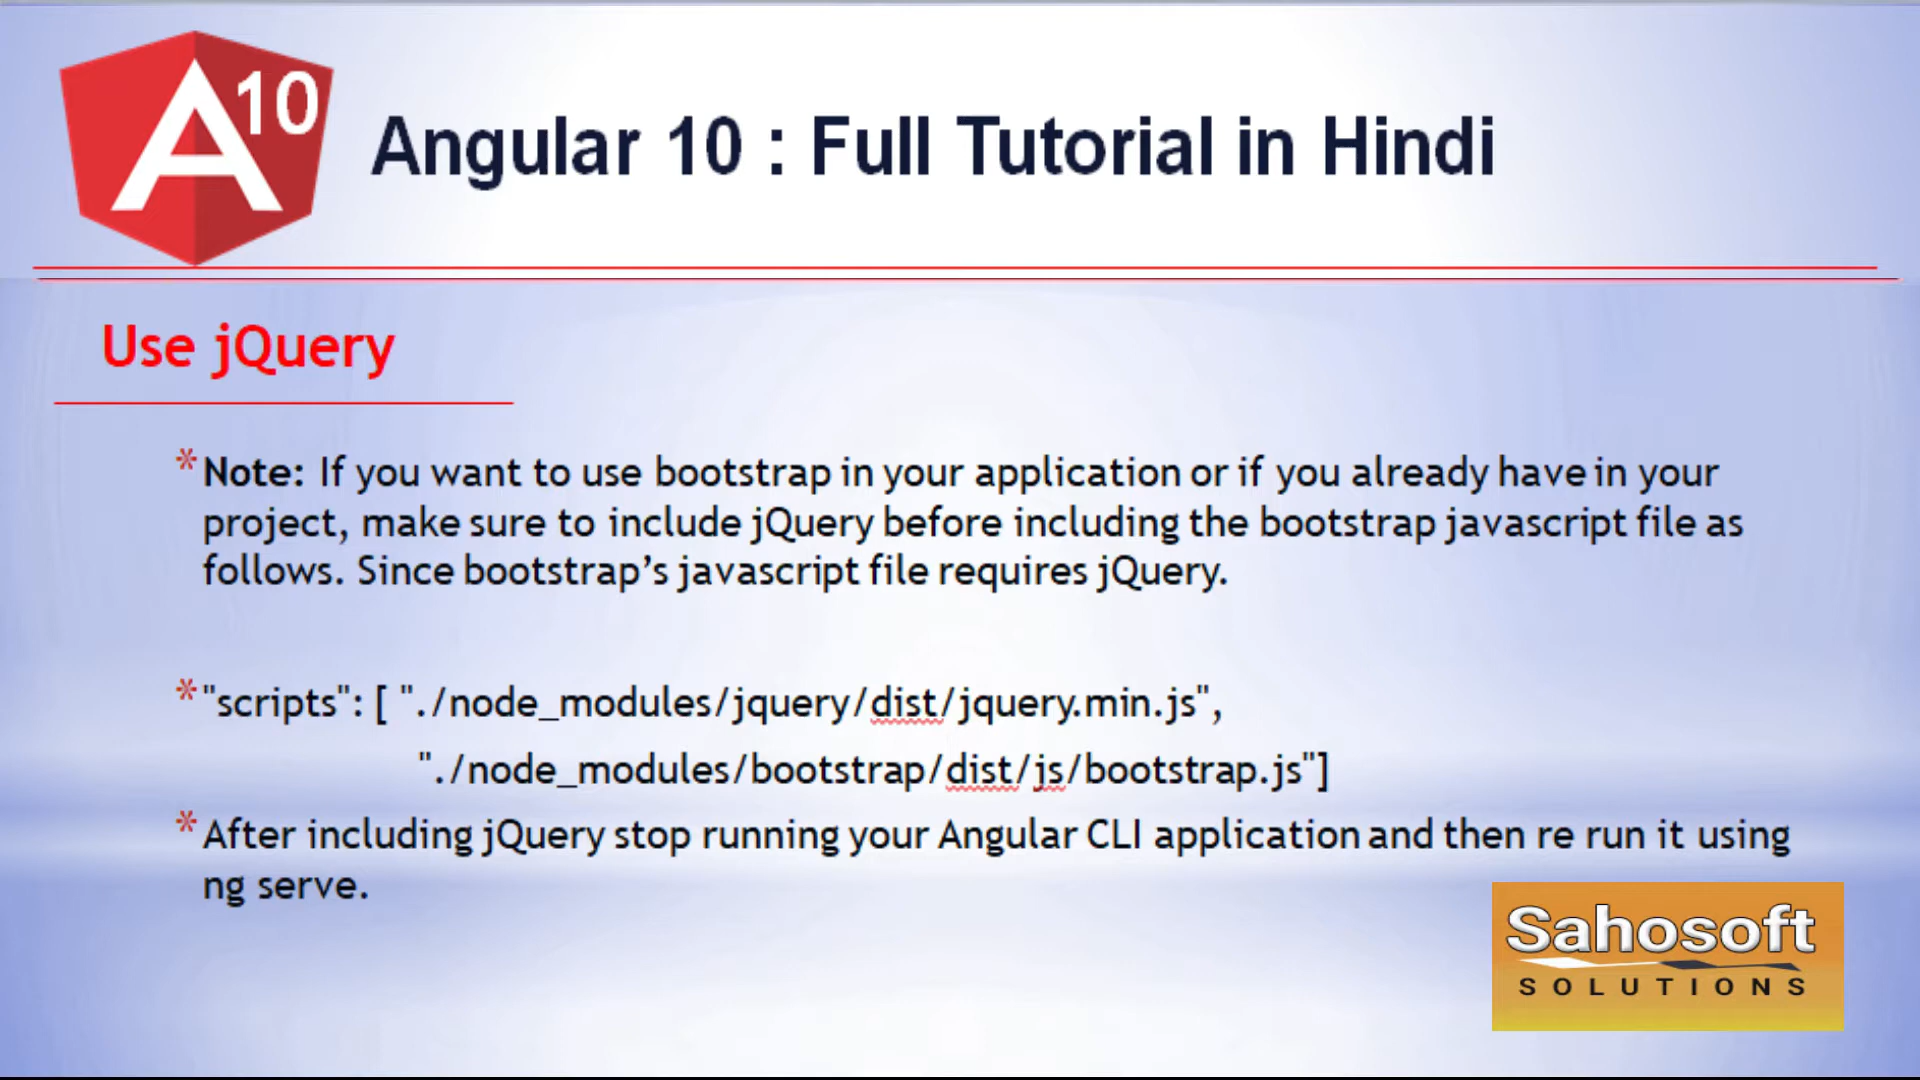 A 10
Angular 10 : Full Tutorial in Hindi
Use jQuery
* Note: If you want to use bootstrap in your application or if you already have in your
project, make sure to include jQuery before including the bootstrap javascript file as
follows. Since bootstrap’s javascript file requires jQuery.
* "scripts": [ "./node_modules/jquery/dist/jquery.min.js",
"./node_modules/bootstrap/dist/js/bootstrap.js"]
* After including jQuery stop running your Angular CLI application and then re run it using
ng serve.
Sahosoft
SOLUTIONS